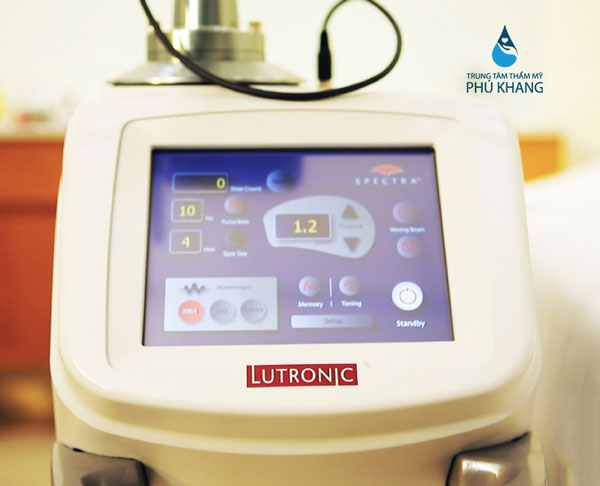 TRUNG TÂM THẨM MỸ
PHÚ KHANG
SPECTRA
0
Shot Count
10
Hz
Pulse Rate
1.2
Fluence
Aiming Beam
4
mm
Spot Size
Wavelength
1064
Memory
Toning
Setup
Standby
LUTRONIC